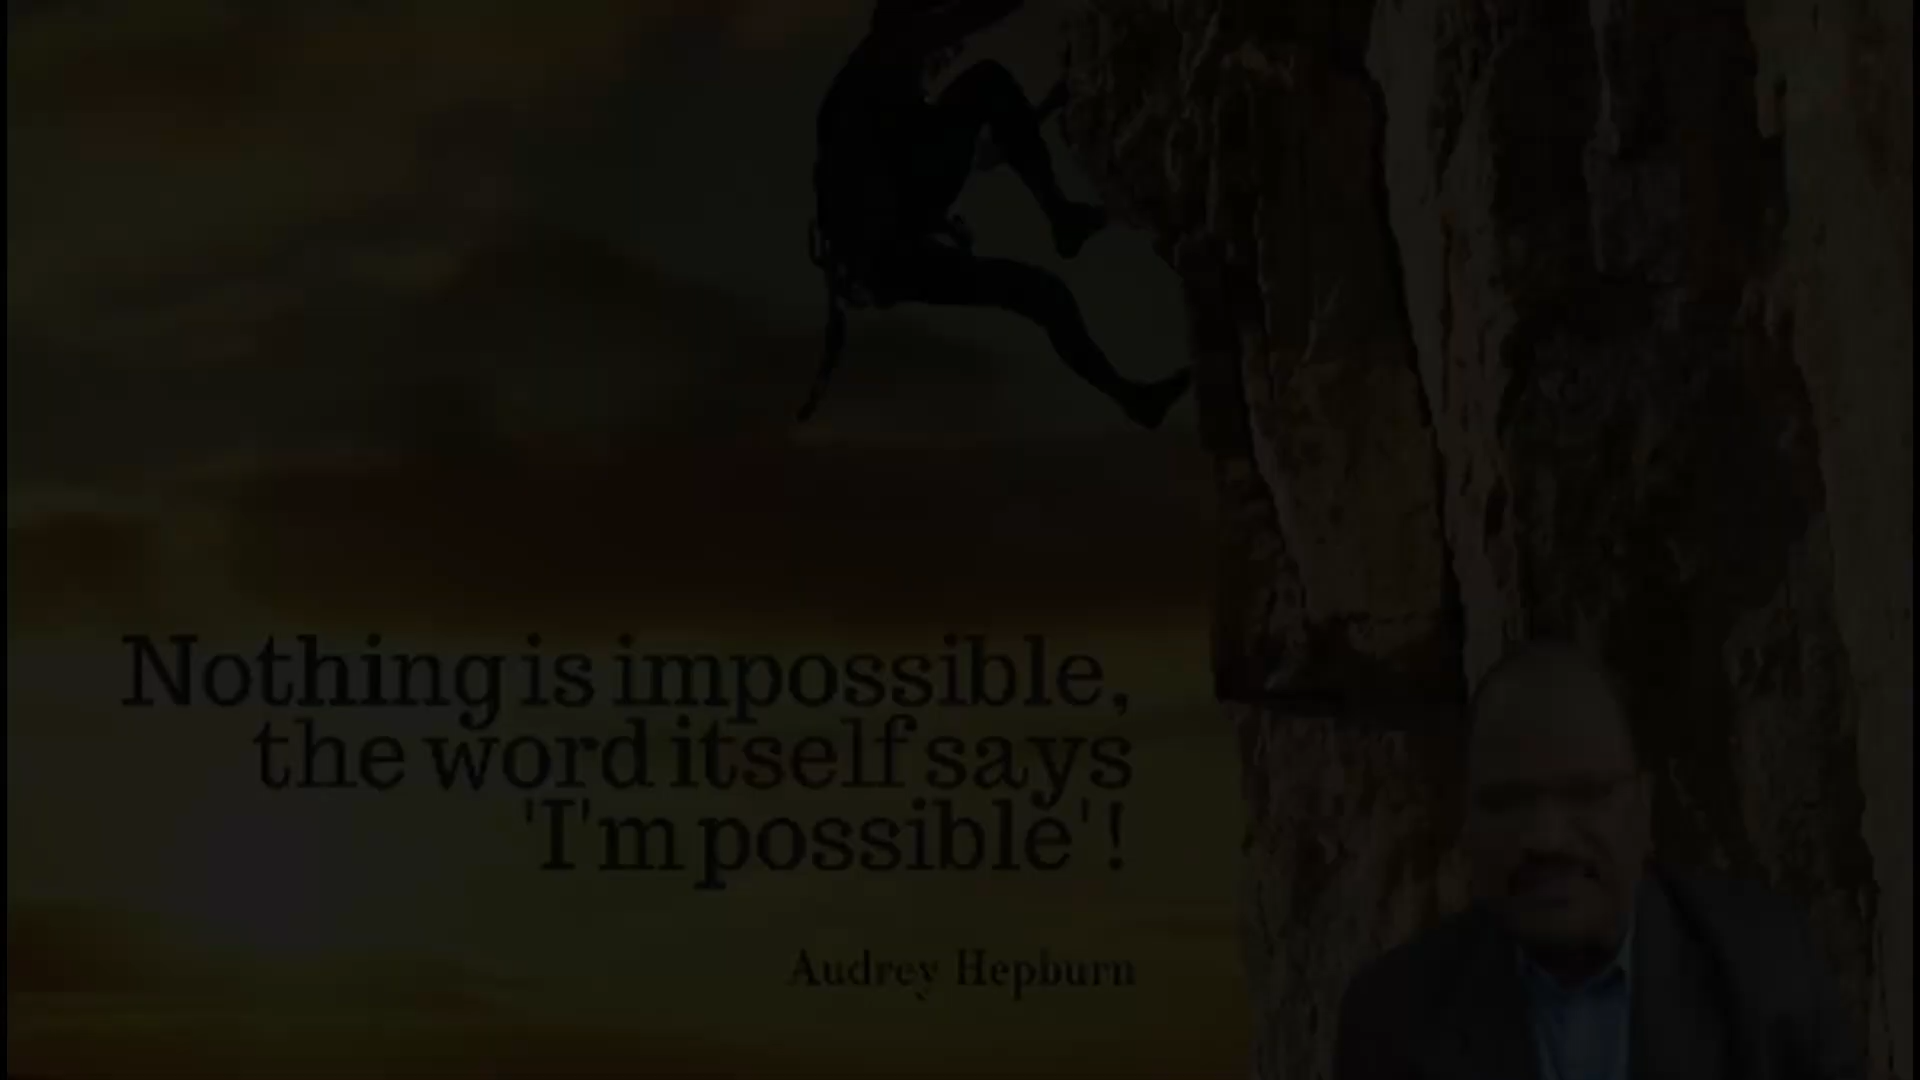 Nothing is impossible,
the word itself says
'I'm possible'!
Audrey Hepburn